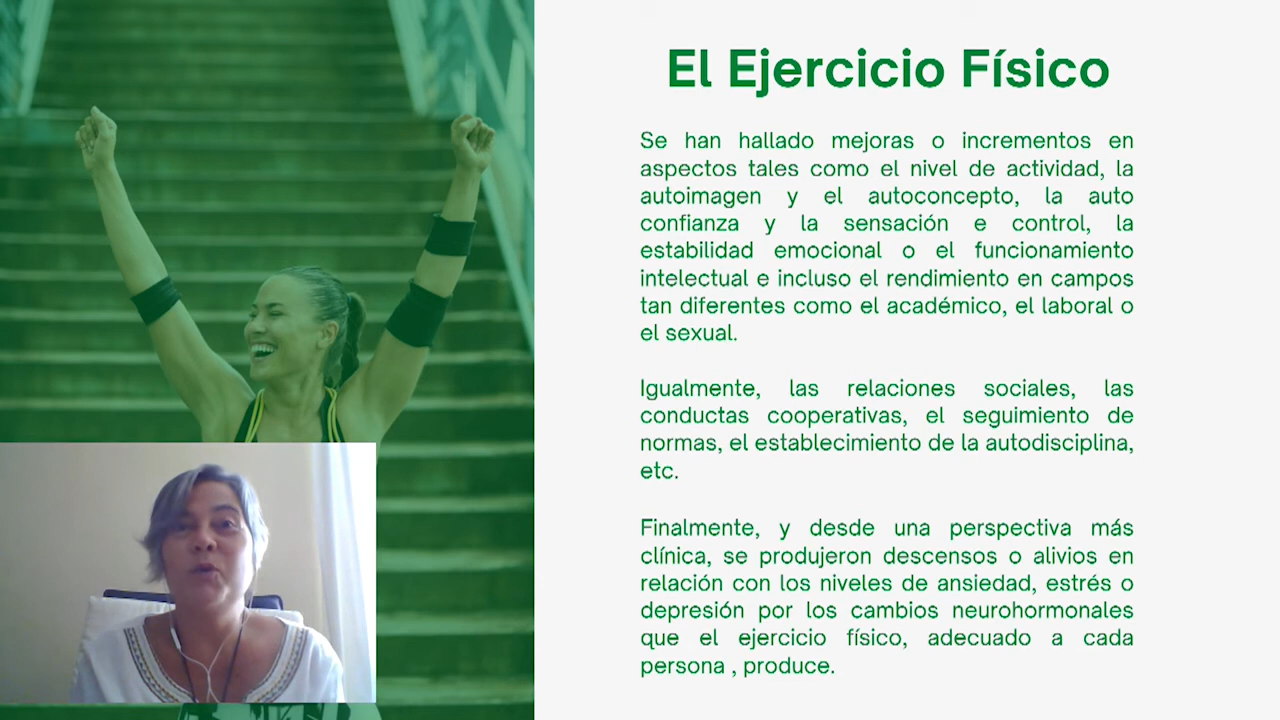 El Ejercicio Físico
Se han hallado mejoras o incrementos en
aspectos tales como el nivel de actividad, la
autoimagen y el autoconcepto, la auto
confianza y la sensación e control, la
estabilidad emocional o el funcionamiento
intelectual e incluso el rendimiento en campos
tan diferentes como el académico, el laboral o
el sexual.
Igualmente, las relaciones sociales, las
conductas cooperativas, el seguimiento de
normas, el establecimiento de la autodisciplina,
etc.
Finalmente, y desde una perspectiva más
clínica, se produjeron descensos o alivios en
relación con los niveles de ansiedad, estrés o
depresión por los cambios neurohormonales
que el ejercicio físico, adecuado a cada
persona , produce.